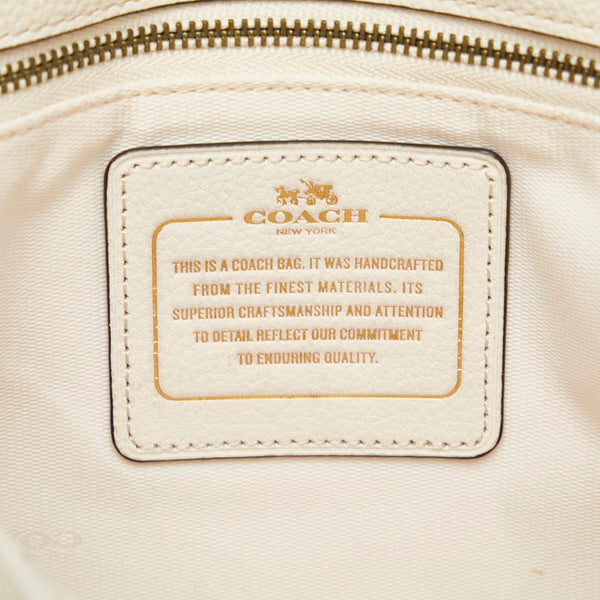 COACH
NEW YORK
THIS IS A COACH BAG. IT WAS HANDCRAFTED
FROM THE FINEST MATERIALS. ITS
SUPERIOR CRAFTSMANSHIP AND ATTENTION
TO DETAIL REFLECT OUR COMMITMENT
TO ENDURING QUALITY.